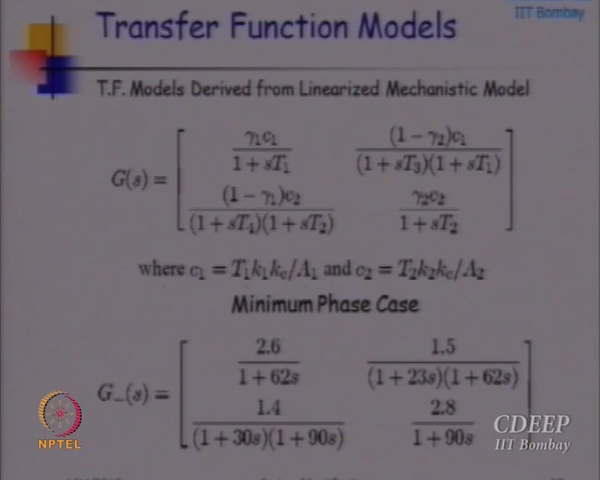 IIT Bombay
Transfer Function Models
T.F. Models Derived from Linearized Mechanistic Model
G(s) = [ γ₁c₁ / (1 + sT₁)    (1 − γ₂)c₁ / ((1 + sT₃)(1 + sT₁))
(1 − γ₁)c₂ / ((1 + sT₄)(1 + sT₂))    γ₂c₂ / (1 + sT₂) ]
where c₁ = T₁k₁k_c/A₁ and c₂ = T₂k₂k_c/A₂
Minimum Phase Case
G₋(s) = [ 2.6 / (1 + 62s)    1.5 / ((1 + 23s)(1 + 62s))
1.4 / ((1 + 30s)(1 + 90s))    2.8 / (1 + 90s) ]
NPTEL
CDEEP
IIT Bombay